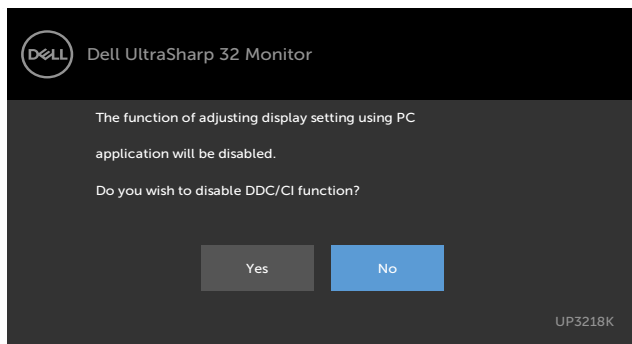 DELL
Dell UltraSharp 32 Monitor
The function of adjusting display setting using PC
application will be disabled.
Do you wish to disable DDC/CI function?
Yes
No
UP3218K